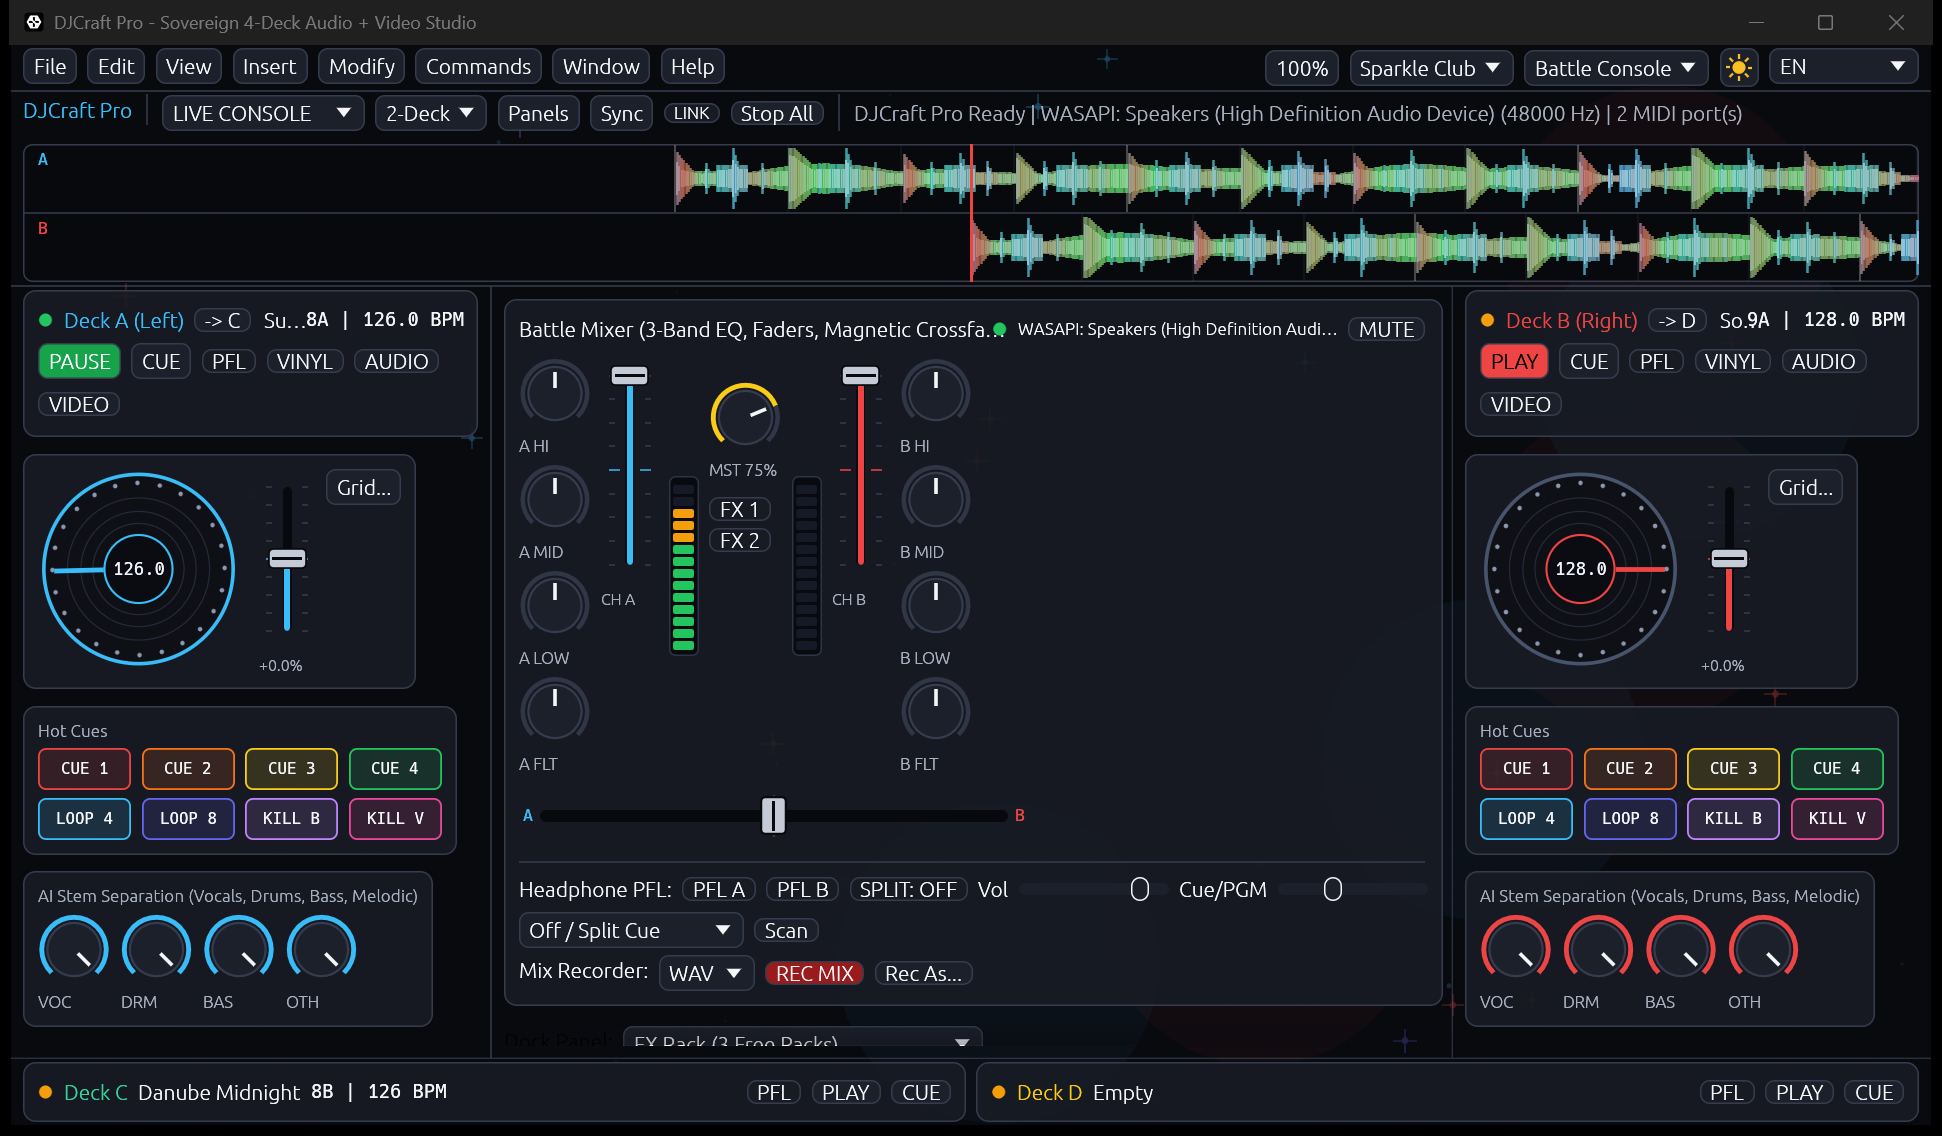 DJCraft Pro - Sovereign 4-Deck Audio + Video Studio
File Edit View Insert Modify Commands Window Help 100% Sparkle Club Battle Console EN
DJCraft Pro LIVE CONSOLE 2-Deck Panels Sync LINK Stop All DJCraft Pro Ready | WASAPI: Speakers (High Definition Audio Device) (48000 Hz) | 2 MIDI port(s)
A
B
Deck A (Left) -> C Su...8A | 126.0 BPM
PAUSE CUE PFL VINYL AUDIO
VIDEO
126.0
Grid...
+0.0%
Hot Cues
CUE 1 CUE 2 CUE 3 CUE 4
LOOP 4 LOOP 8 KILL B KILL V
AI Stem Separation (Vocals, Drums, Bass, Melodic)
VOC DRM BAS OTH
Battle Mixer (3-Band EQ, Faders, Magnetic Crossfa... WASAPI: Speakers (High Definition Audi... MUTE
A HI B HI
MST 75%
FX 1
FX 2
A MID B MID
CH A CH B
A LOW B LOW
A FLT B FLT
A B
Headphone PFL: PFL A PFL B SPLIT: OFF Vol Cue/PGM
Off / Split Cue Scan
Mix Recorder: WAV REC MIX Rec As...
Deck Panel: FX Rack (3 Free Packs)
Deck B (Right) -> D So...9A | 128.0 BPM
PLAY CUE PFL VINYL AUDIO
VIDEO
128.0
Grid...
+0.0%
Hot Cues
CUE 1 CUE 2 CUE 3 CUE 4
LOOP 4 LOOP 8 KILL B KILL V
AI Stem Separation (Vocals, Drums, Bass, Melodic)
VOC DRM BAS OTH
Deck C Danube Midnight 8B | 126 BPM PFL PLAY CUE
Deck D Empty PFL PLAY CUE